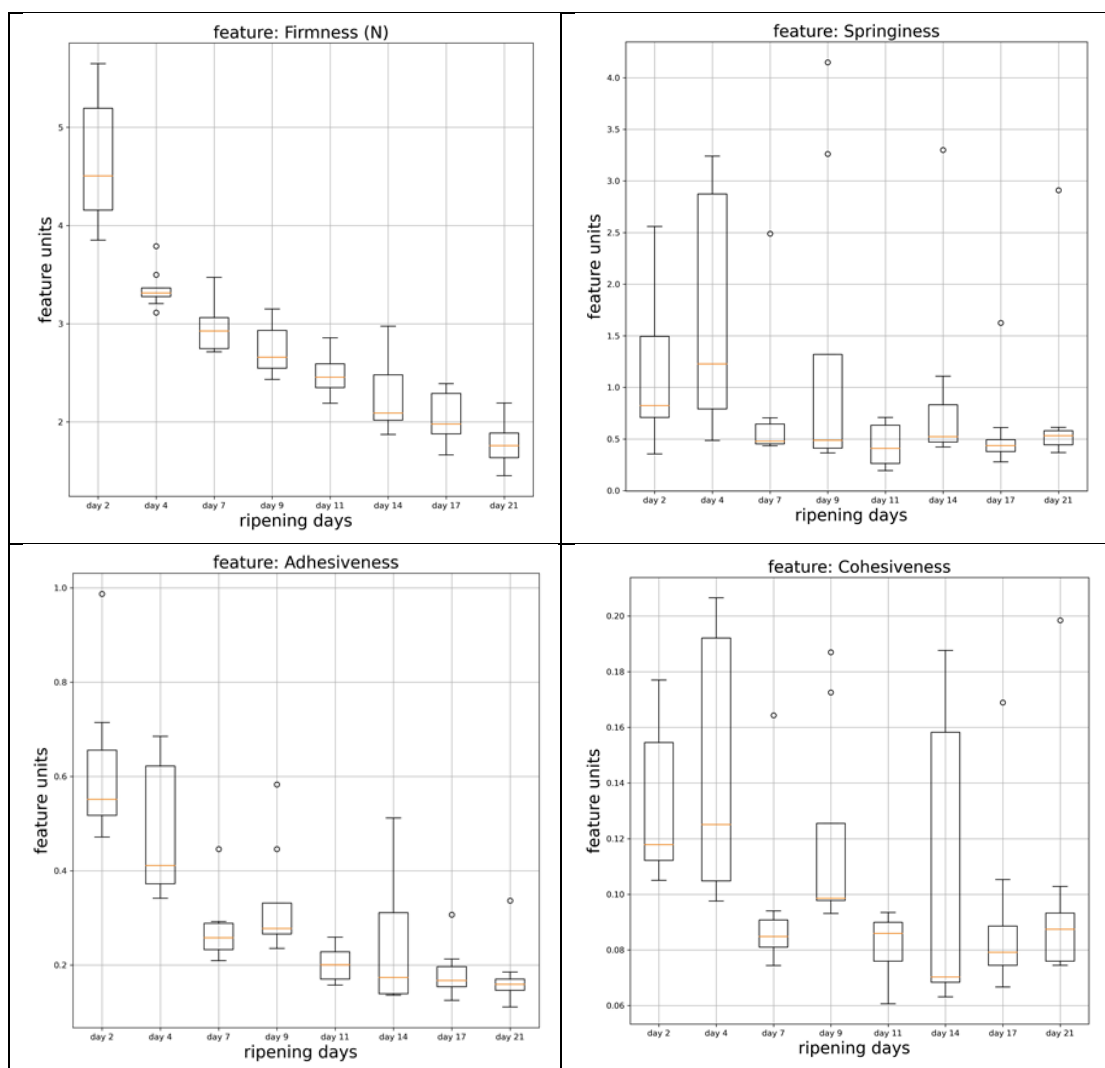 feature: Firmness (N)
5
4
3
2
feature units
day 2 day 4 day 7 day 9 day 11 day 14 day 17 day 21
ripening days
feature: Springiness
4.0
3.5
3.0
2.5
2.0
1.5
1.0
0.5
0.0
feature units
day 2 day 4 day 7 day 9 day 11 day 14 day 17 day 21
ripening days
feature: Adhesiveness
1.0
0.8
0.6
0.4
0.2
feature units
day 2 day 4 day 7 day 9 day 11 day 14 day 17 day 21
ripening days
feature: Cohesiveness
0.20
0.18
0.16
0.14
0.12
0.10
0.08
0.06
feature units
day 2 day 4 day 7 day 9 day 11 day 14 day 17 day 21
ripening days